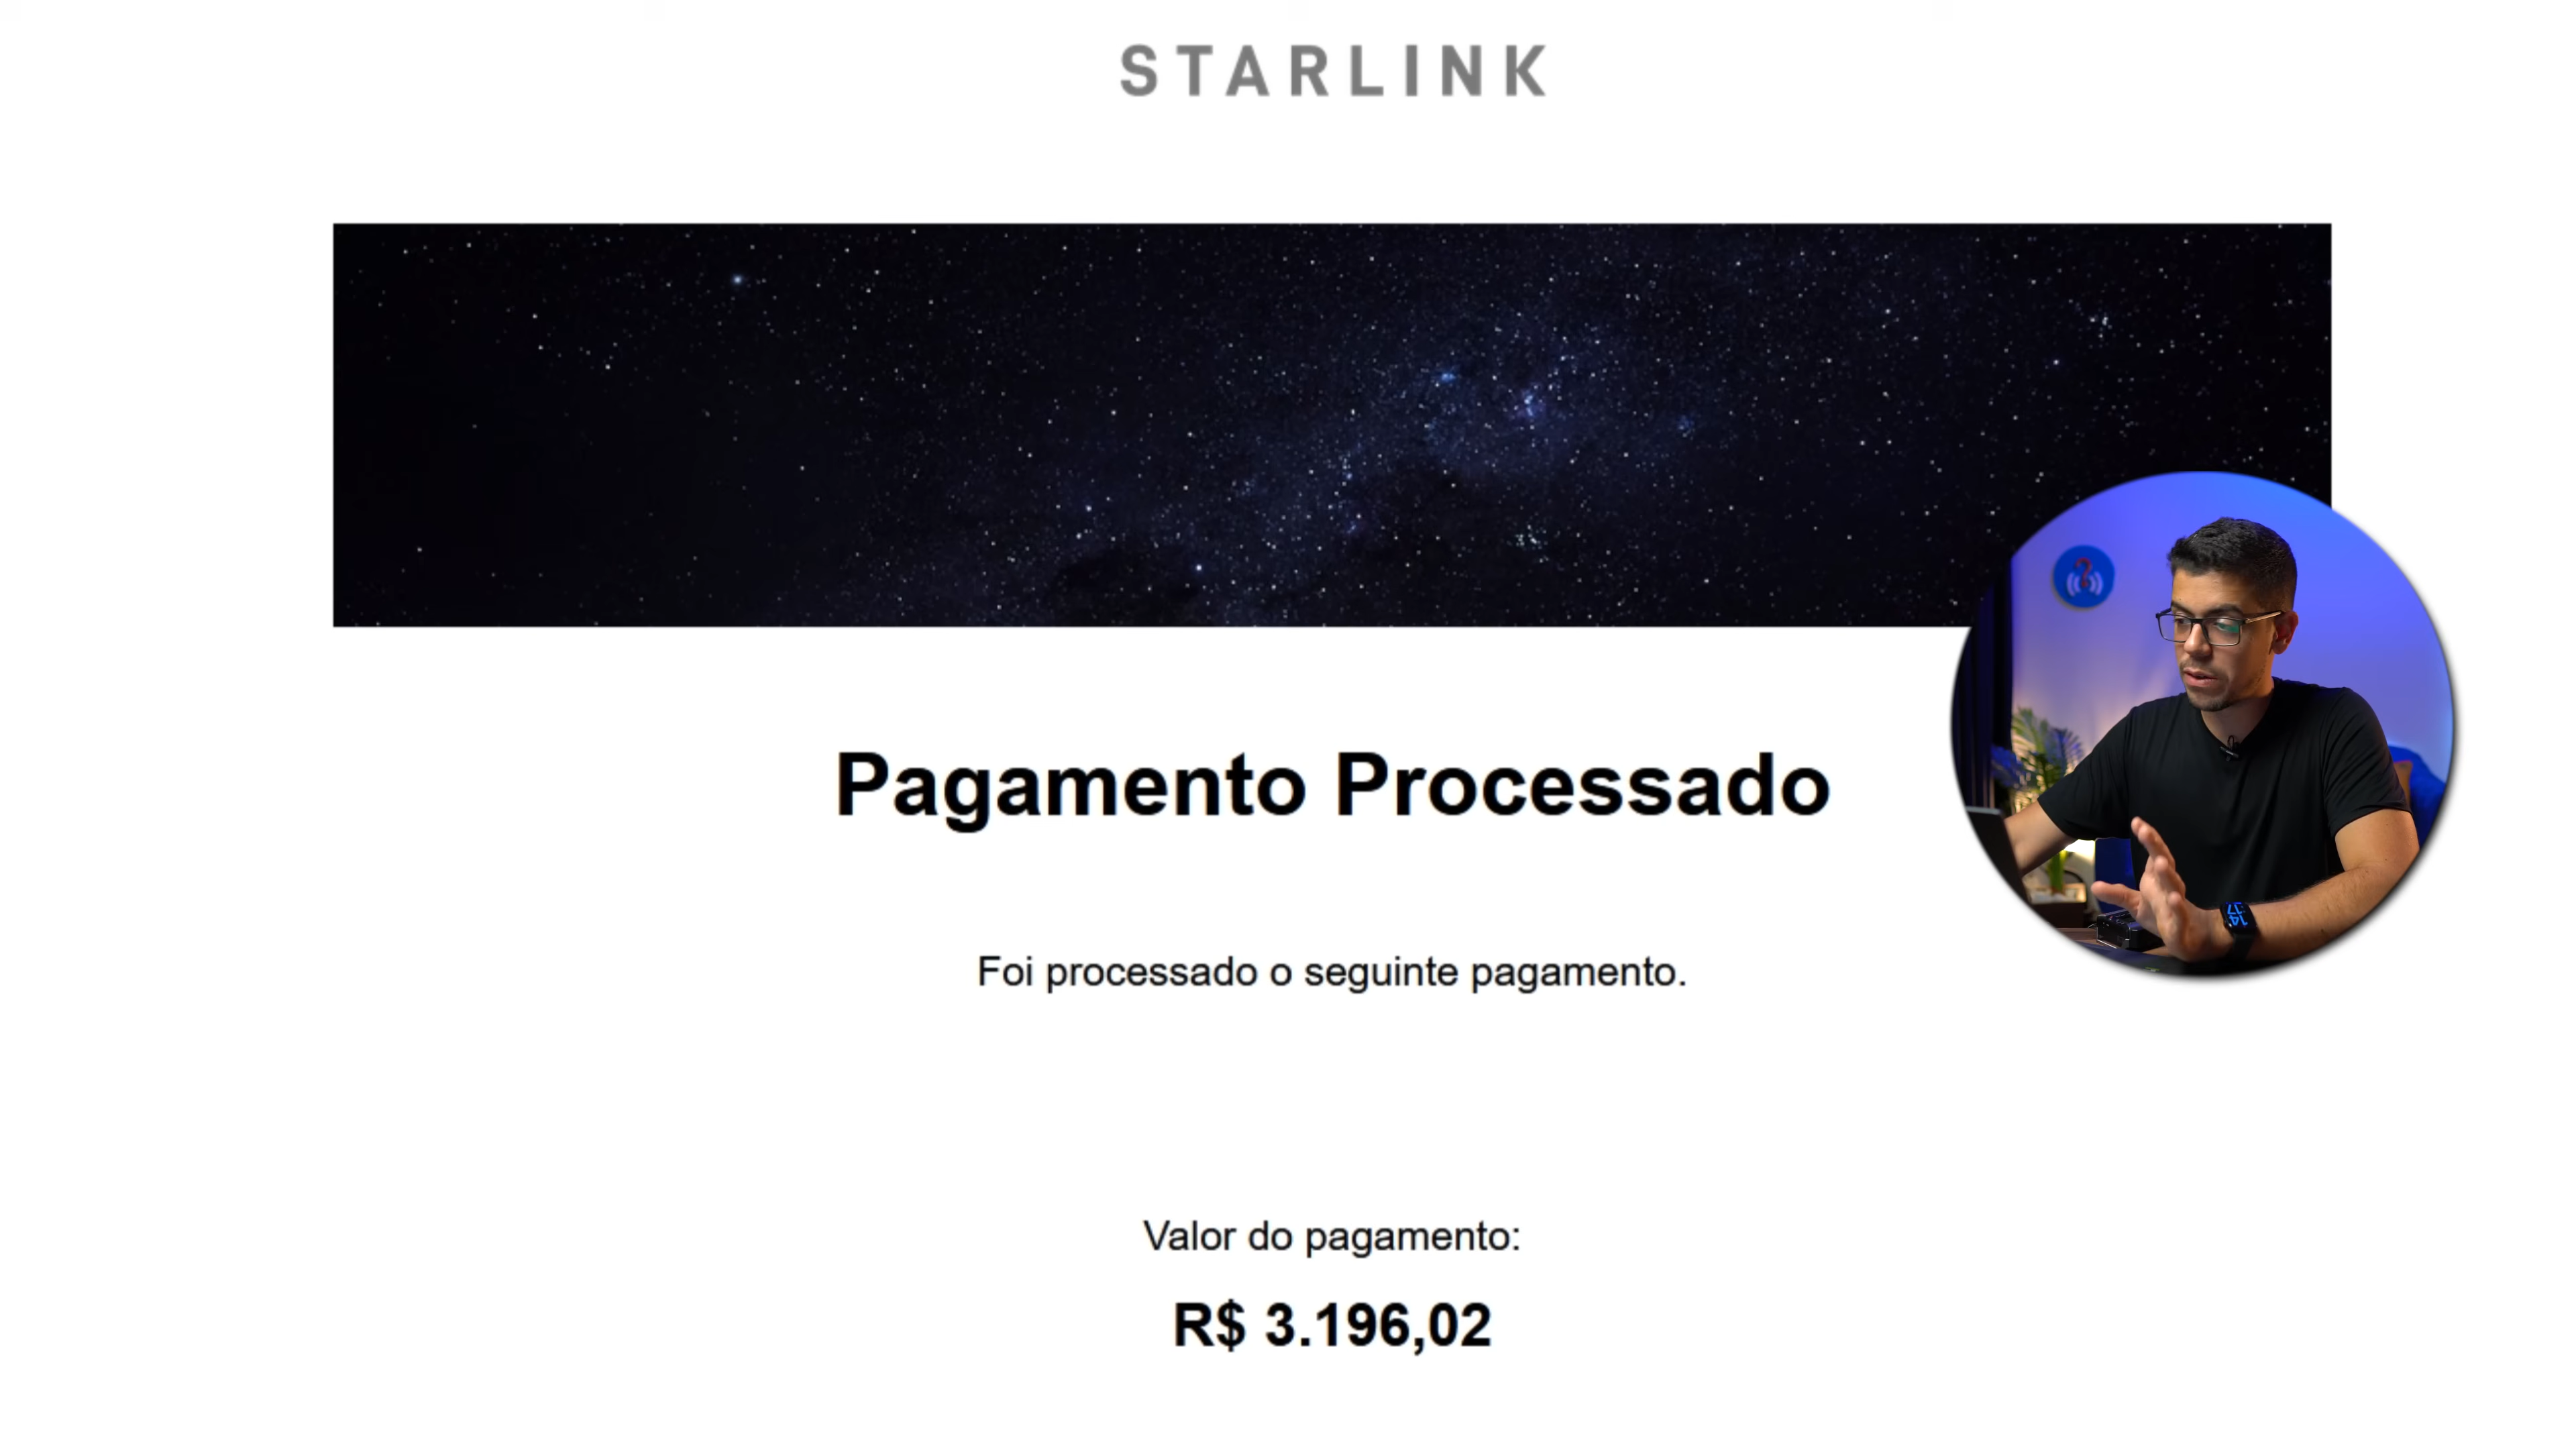 STARLINK
Pagamento Processado
Foi processado o seguinte pagamento.
Valor do pagamento:
R$ 3.196,02